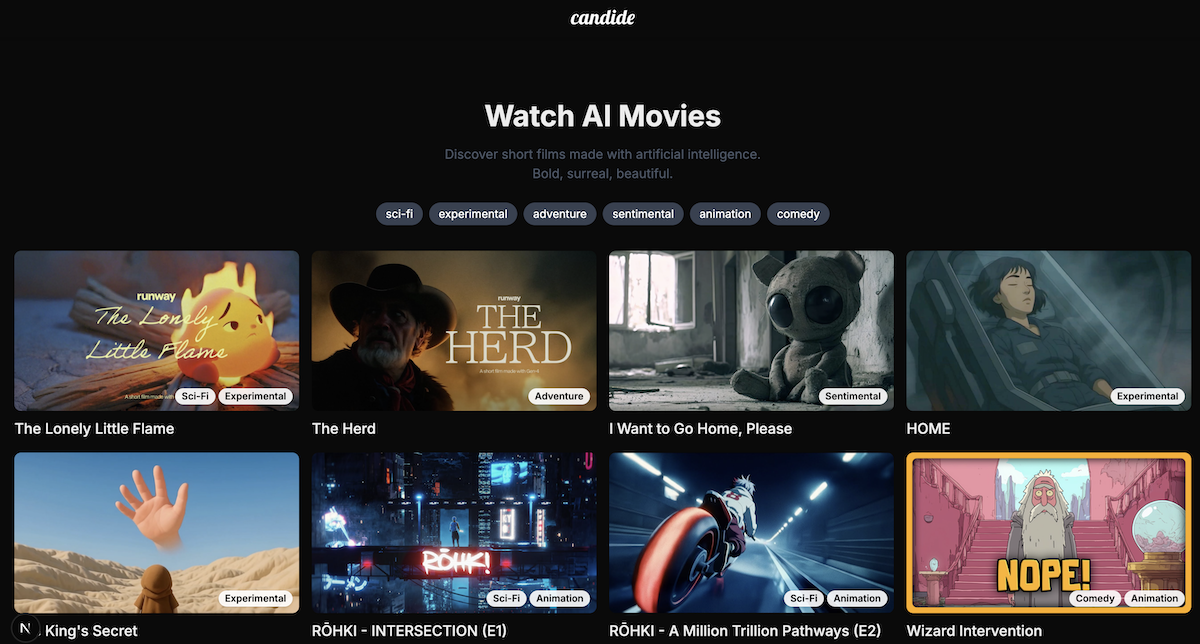 candide
Watch AI Movies
Discover short films made with artificial intelligence.
Bold, surreal, beautiful.
sci-fi experimental adventure sentimental animation comedy
runway
The Lonely
Little Flame
A short film made with
Sci-Fi Experimental
runway
THE
HERD
A short film made with Gen-4
Adventure
Sentimental
Experimental
The Lonely Little Flame
The Herd
I Want to Go Home, Please
HOME
Experimental
RŌHKI
Sci-Fi Animation
Sci-Fi Animation
NOPE!
Comedy Animation
N
King's Secret
RŌHKI - INTERSECTION (E1)
RŌHKI - A Million Trillion Pathways (E2)
Wizard Intervention